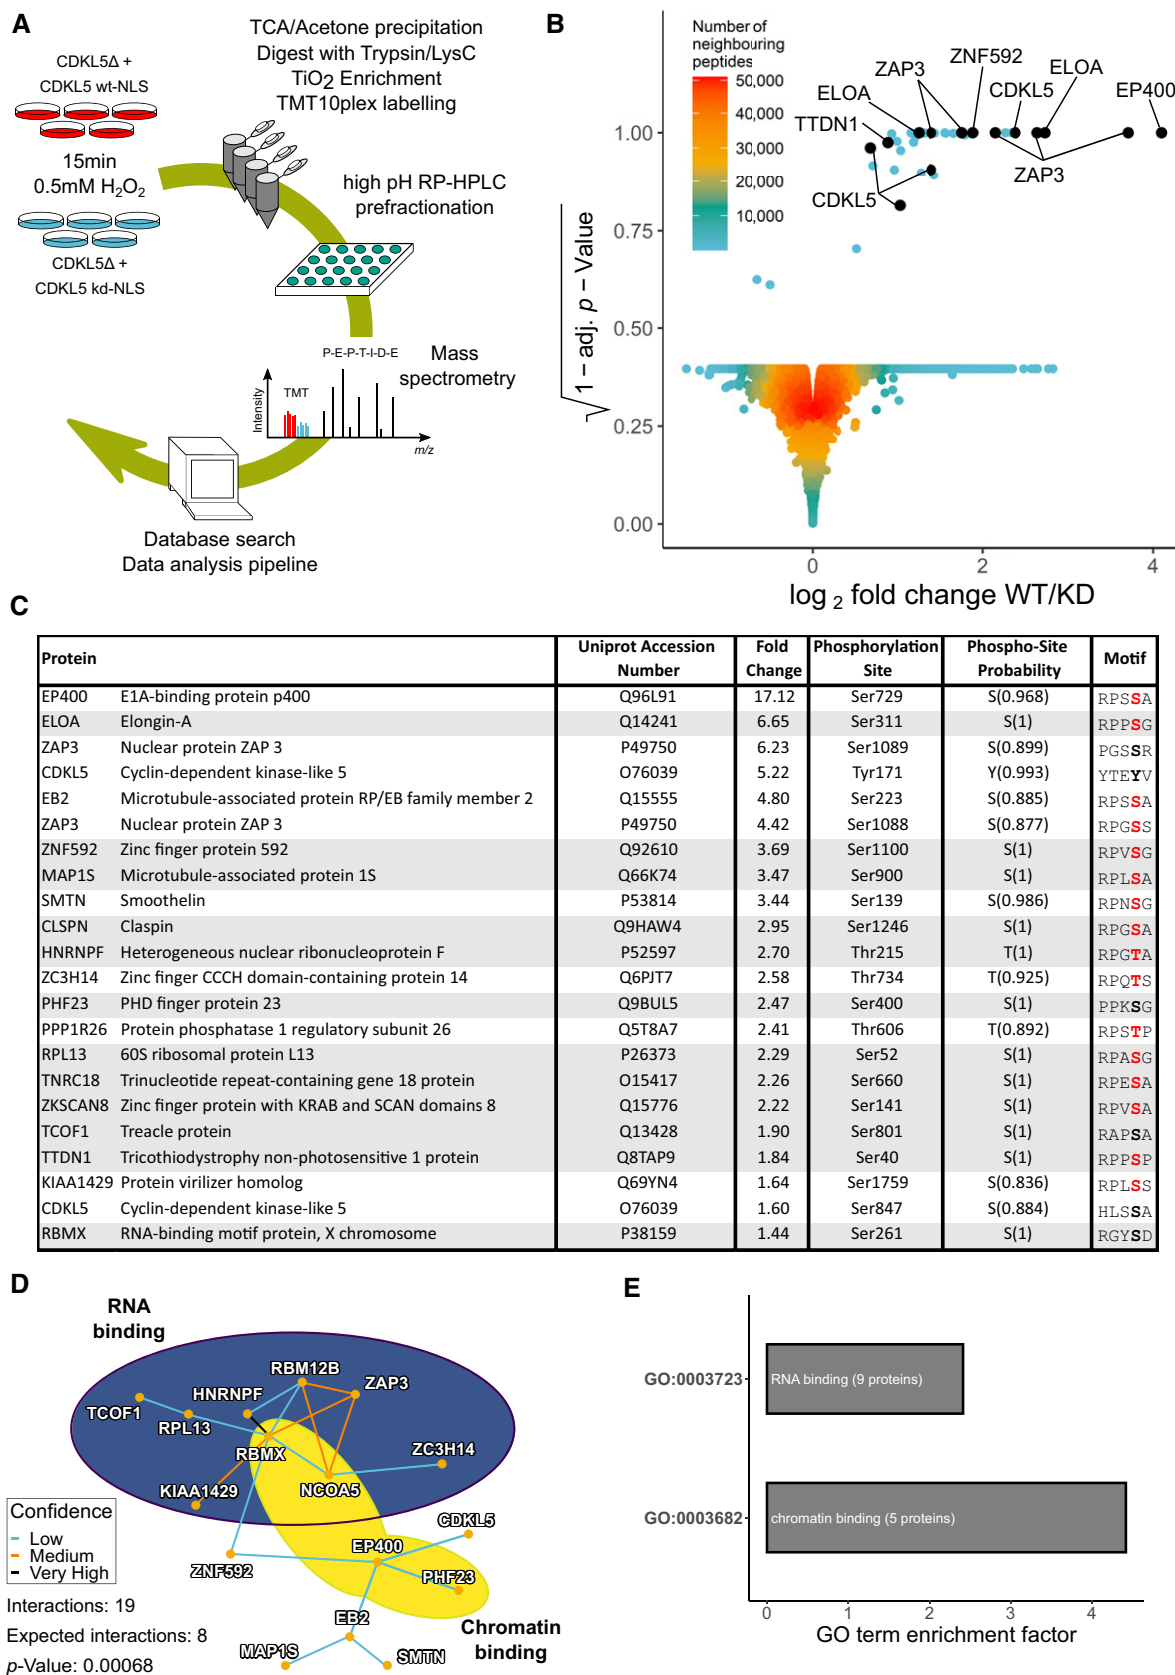 A
TCA/Acetone precipitation
Digest with Trypsin/LysC
TiO2 Enrichment
TMT10plex labelling
CDKL5Δ +
CDKL5 wt-NLS
15min
0.5mM H2O2
CDKL5Δ +
CDKL5 kd-NLS
high pH RP-HPLC
prefractionation
P-E-P-T-I-D-E
Mass
spectrometry
TMT
Intensity
m/z
Database search
Data analysis pipeline
B
Number of
neighbouring
peptides
50,000
40,000
30,000
20,000
10,000
ZNF592
ZAP3
ELOA
ELOA
CDKL5
EP400
TTDN1
ZAP3
CDKL5
1.00
0.75
0.50
0.25
0.00
√1 − adj. p − Value
0
2
4
log 2 fold change WT/KD
C
Protein Uniprot Accession Number Fold Change Phosphorylation Site Phospho-Site Probability Motif
EP400 E1A-binding protein p400 Q96L91 17.12 Ser729 S(0.968) RPSSA
ELOA Elongin-A Q14241 6.65 Ser311 S(1) RPPSG
ZAP3 Nuclear protein ZAP 3 P49750 6.23 Ser1089 S(0.899) PGSSR
CDKL5 Cyclin-dependent kinase-like 5 O76039 5.22 Tyr171 Y(0.993) YTEYV
EB2 Microtubule-associated protein RP/EB family member 2 Q15555 4.80 Ser223 S(0.885) RPSSA
ZAP3 Nuclear protein ZAP 3 P49750 4.42 Ser1088 S(0.877) RPGSS
ZNF592 Zinc finger protein 592 Q92610 3.69 Ser1100 S(1) RPVSG
MAP1S Microtubule-associated protein 1S Q66K74 3.47 Ser900 S(1) RPLSA
SMTN Smoothelin P53814 3.44 Ser139 S(0.986) RPNSG
CLSPN Claspin Q9HAW4 2.95 Ser1246 S(1) RPGSA
HNRNPF Heterogeneous nuclear ribonucleoprotein F P52597 2.70 Thr215 T(1) RPGTA
ZC3H14 Zinc finger CCCH domain-containing protein 14 Q6PJT7 2.58 Thr734 T(0.925) RPQTS
PHF23 PHD finger protein 23 Q9BUL5 2.47 Ser400 S(1) PPKSG
PPP1R26 Protein phosphatase 1 regulatory subunit 26 Q5T8A7 2.41 Thr606 T(0.892) RPSTP
RPL13 60S ribosomal protein L13 P26373 2.29 Ser52 S(1) RPASG
TNRC18 Trinucleotide repeat-containing gene 18 protein O15417 2.26 Ser660 S(1) RPESA
ZKSCAN8 Zinc finger protein with KRAB and SCAN domains 8 Q15776 2.22 Ser141 S(1) RPVSA
TCOF1 Treacle protein Q13428 1.90 Ser801 S(1) RAPSA
TTDN1 Tricothiodystrophy non-photosensitive 1 protein Q8TAP9 1.84 Ser40 S(1) RPPSP
KIAA1429 Protein virilizer homolog Q69YN4 1.64 Ser1759 S(0.836) RPLSS
CDKL5 Cyclin-dependent kinase-like 5 O76039 1.60 Ser847 S(0.884) HLSSA
RBMX RNA-binding motif protein, X chromosome P38159 1.44 Ser261 S(1) RGYSD
D
RNA
binding
RBM12B
HNRNPF
ZAP3
TCOF1
RPL13
RBMX
ZC3H14
KIAA1429
NCOA5
CDKL5
EP400
ZNF592
PHF23
EB2
MAP1S
SMTN
Chromatin
binding
Confidence
Low
Medium
Very High
Interactions: 19
Expected interactions: 8
p-Value: 0.00068
E
GO:0003723
RNA binding (9 proteins)
GO:0003682
chromatin binding (5 proteins)
0
1
2
3
4
GO term enrichment factor